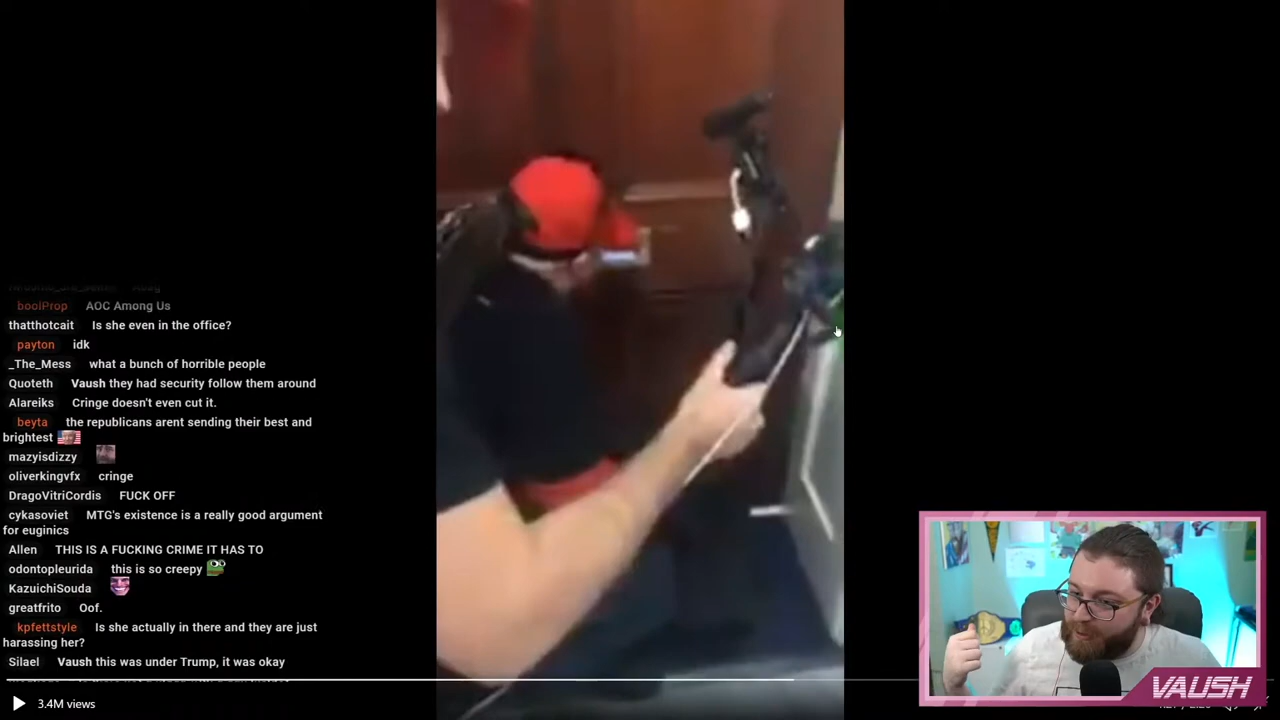 boolProp AOC Among Us
thatthotcait Is she even in the office?
payton idk
_The_Mess what a bunch of horrible people
Quoteth Vaush they had security follow them around
Alareiks Cringe doesn't even cut it.
beyta the republicans arent sending their best and
brightest
mazyisdizzy
oliverkingvfx cringe
DragoVitriCordis FUCK OFF
cykasoviet MTG's existence is a really good argument
for euginics
Allen THIS IS A FUCKING CRIME IT HAS TO
odontopleurida this is so creepy
KazuichiSouda
greatfrito Oof.
kpfettstyle Is she actually in there and they are just
harassing her?
Silael Vaush this was under Trump, it was okay
3.4M views
VAUSH